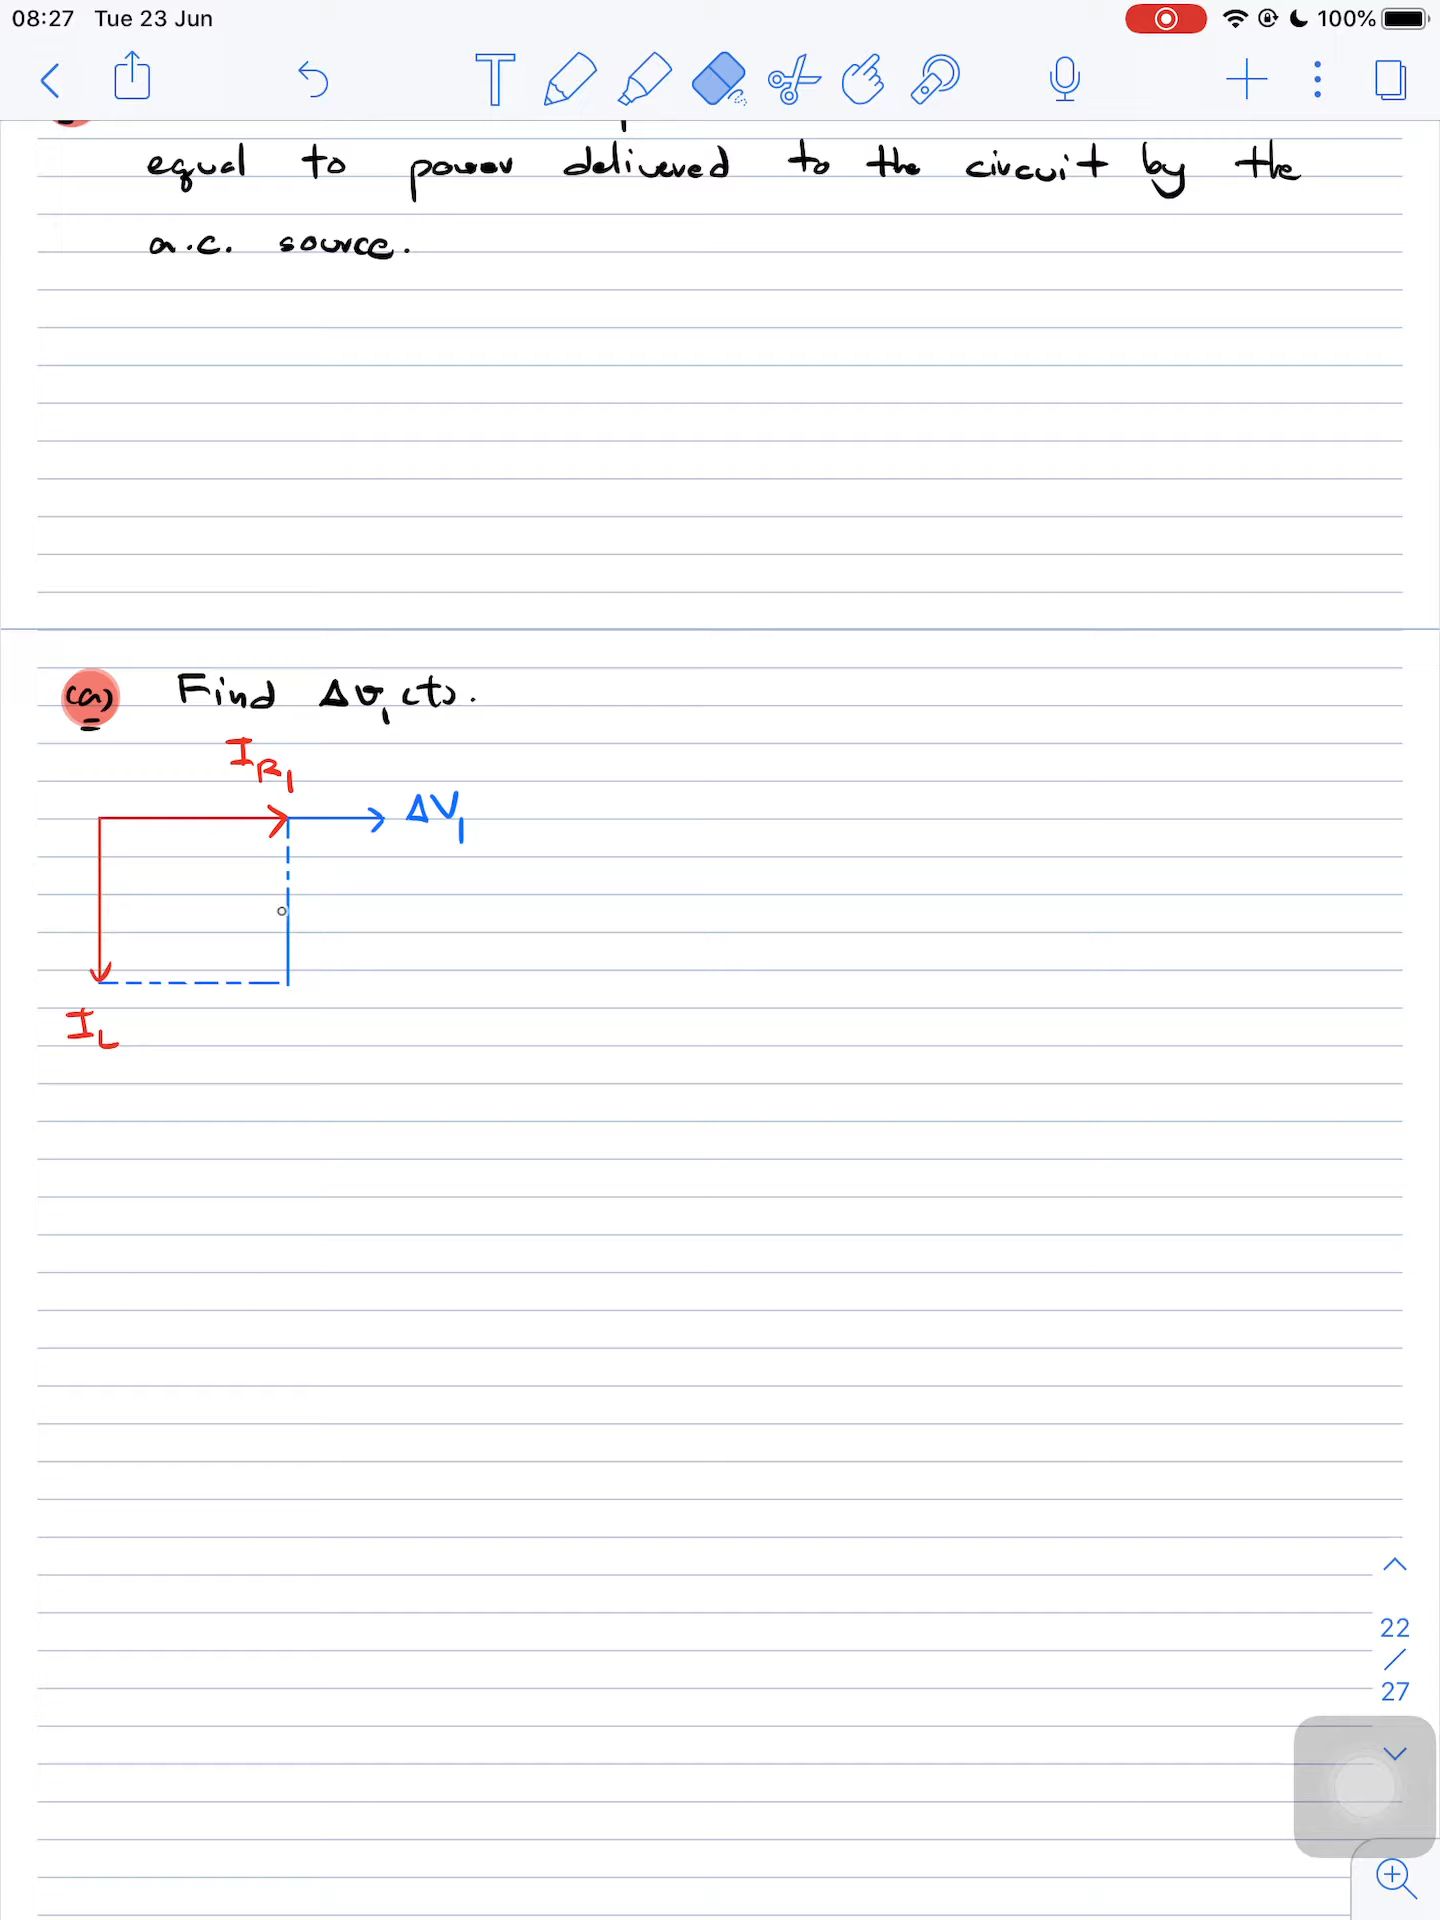 08:27 Tue 23 Jun 100%
T
equal to power delivered to the circuit by the
a.c. source.
(a) Find Δv₁(t).
I_R₁
ΔV₁
I_L
22
/
27